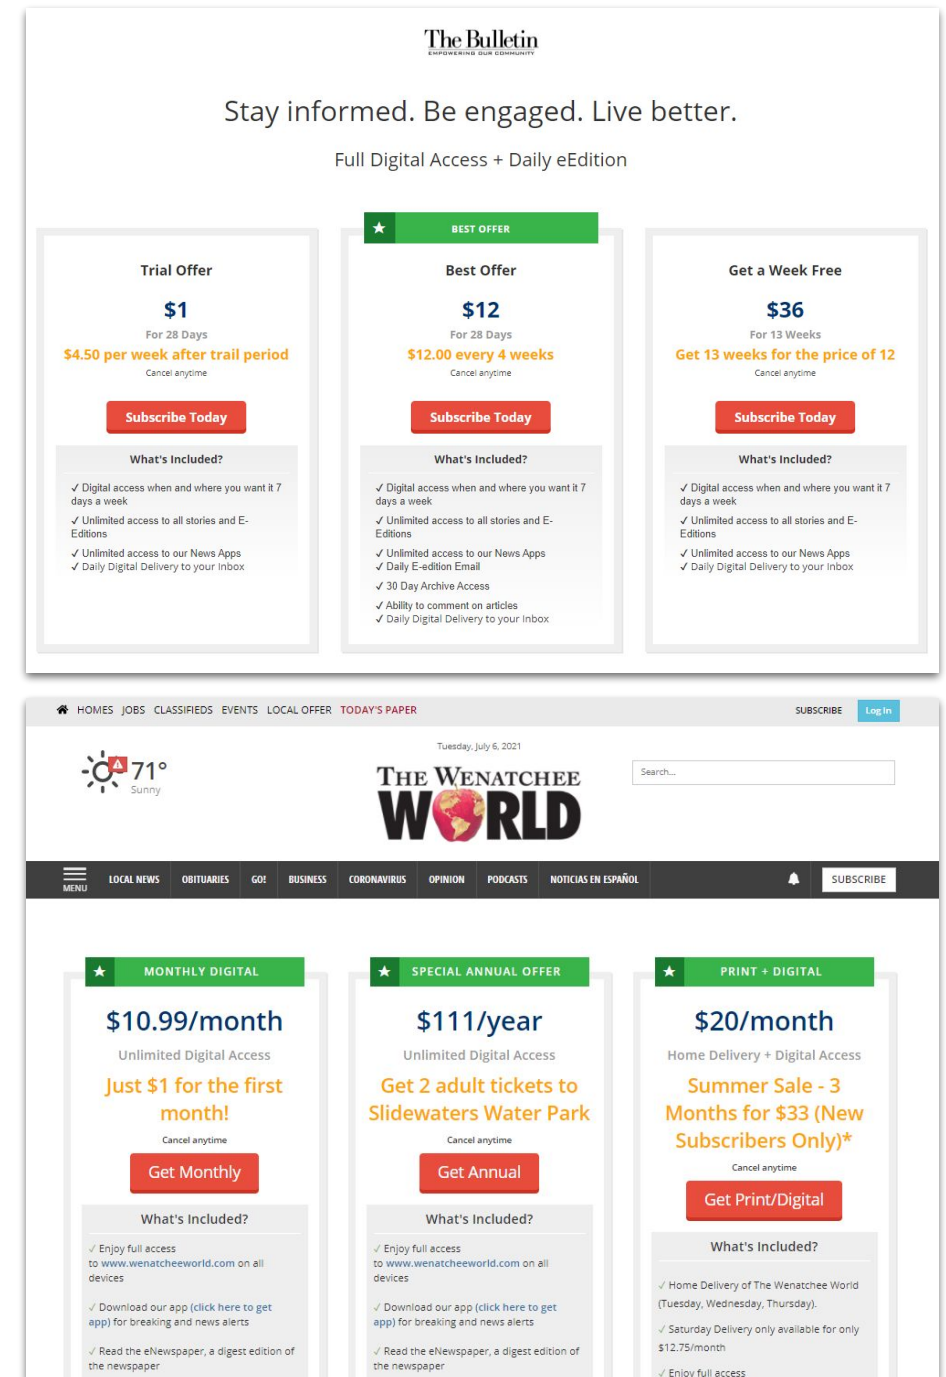 The Bulletin
EMPOWERING OUR COMMUNITY
Stay informed. Be engaged. Live better.
Full Digital Access + Daily eEdition
Trial Offer
$1
For 28 Days
$4.50 per week after trail period
Cancel anytime
Subscribe Today
What's Included?
✓ Digital access when and where you want it 7
days a week
✓ Unlimited access to all stories and E-
Editions
✓ Unlimited access to our News Apps
✓ Daily Digital Delivery to your Inbox
BEST OFFER
Best Offer
$12
For 28 Days
$12.00 every 4 weeks
Cancel anytime
Subscribe Today
What's Included?
✓ Digital access when and where you want it 7
days a week
✓ Unlimited access to all stories and E-
Editions
✓ Unlimited access to our News Apps
✓ Daily E-edition Email
✓ 30 Day Archive Access
✓ Ability to comment on articles
✓ Daily Digital Delivery to your Inbox
Get a Week Free
$36
For 13 Weeks
Get 13 weeks for the price of 12
Cancel anytime
Subscribe Today
What's Included?
✓ Digital access when and where you want it 7
days a week
✓ Unlimited access to all stories and E-
Editions
✓ Unlimited access to our News Apps
✓ Daily Digital Delivery to your Inbox
HOMES JOBS CLASSIFIEDS EVENTS LOCAL OFFER TODAY'S PAPER SUBSCRIBE Log In
71°
Sunny
Tuesday, July 6, 2021
THE WENATCHEE
WORLD
Search...
MENU LOCAL NEWS OBITUARIES GO! BUSINESS CORONAVIRUS OPINION PODCASTS NOTICIAS EN ESPAÑOL SUBSCRIBE
MONTHLY DIGITAL
$10.99/month
Unlimited Digital Access
Just $1 for the first
month!
Cancel anytime
Get Monthly
What's Included?
✓ Enjoy full access
to www.wenatcheeworld.com on all
devices
✓ Download our app (click here to get
app) for breaking and news alerts
✓ Read the eNewspaper, a digest edition of
the newspaper
SPECIAL ANNUAL OFFER
$111/year
Unlimited Digital Access
Get 2 adult tickets to
Slidewaters Water Park
Cancel anytime
Get Annual
What's Included?
✓ Enjoy full access
to www.wenatcheeworld.com on all
devices
✓ Download our app (click here to get
app) for breaking and news alerts
✓ Read the eNewspaper, a digest edition of
the newspaper
PRINT + DIGITAL
$20/month
Home Delivery + Digital Access
Summer Sale - 3
Months for $33 (New
Subscribers Only)*
Cancel anytime
Get Print/Digital
What's Included?
✓ Home Delivery of The Wenatchee World
(Tuesday, Wednesday, Thursday).
✓ Saturday Delivery only available for only
$12.75/month
✓ Enjoy full access